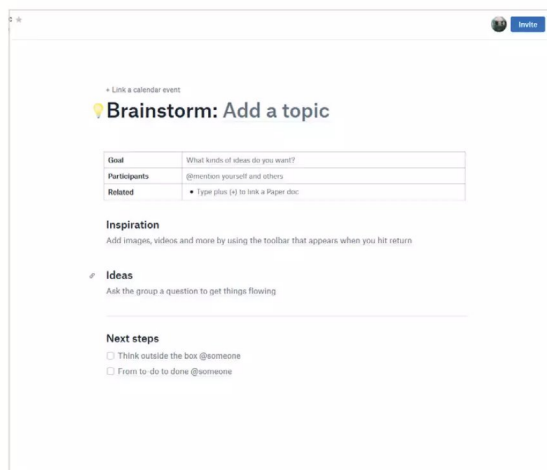 Invite
+ Link a calendar event
Brainstorm: Add a topic
Goal What kinds of ideas do you want?
Participants @mention yourself and others
Related • Type plus (+) to link a Paper doc
Inspiration
Add images, videos and more by using the toolbar that appears when you hit return
Ideas
Ask the group a question to get things flowing
Next steps
Think outside the box @someone
From to-do to done @someone